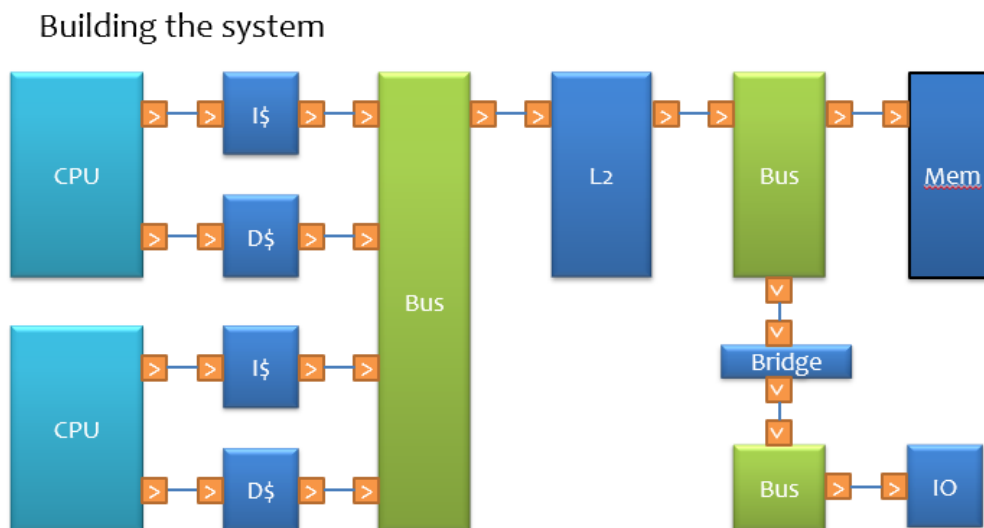 Building the system
CPU
I$
D$
CPU
I$
D$
Bus
L2
Bus
Mem
Bridge
Bus
IO